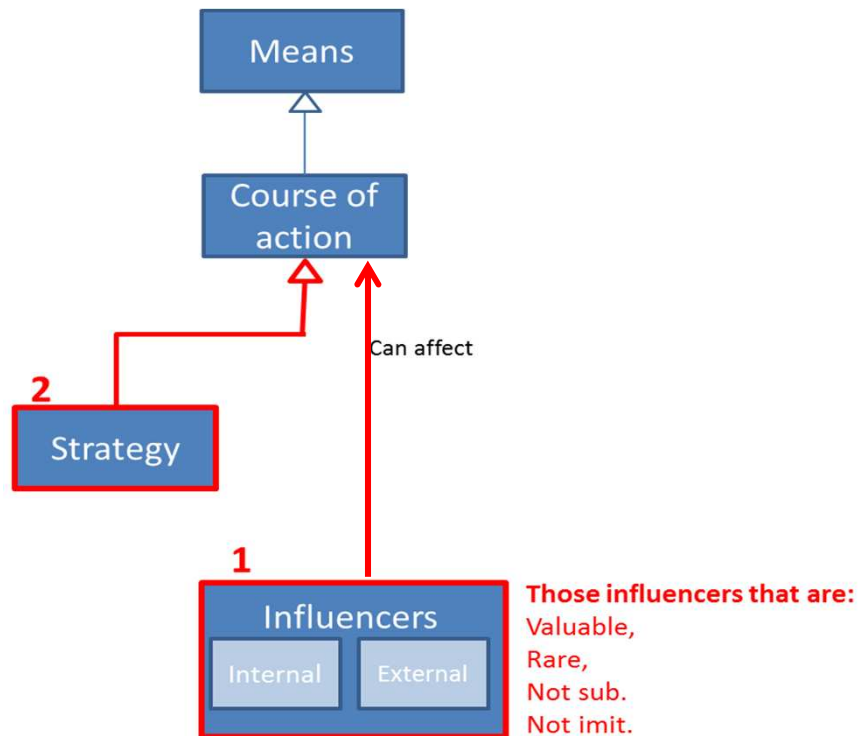 Means
Course of
action
Can affect
2
Strategy
1
Influencers
Internal
External
Those influencers that are:
Valuable,
Rare,
Not sub.
Not imit.